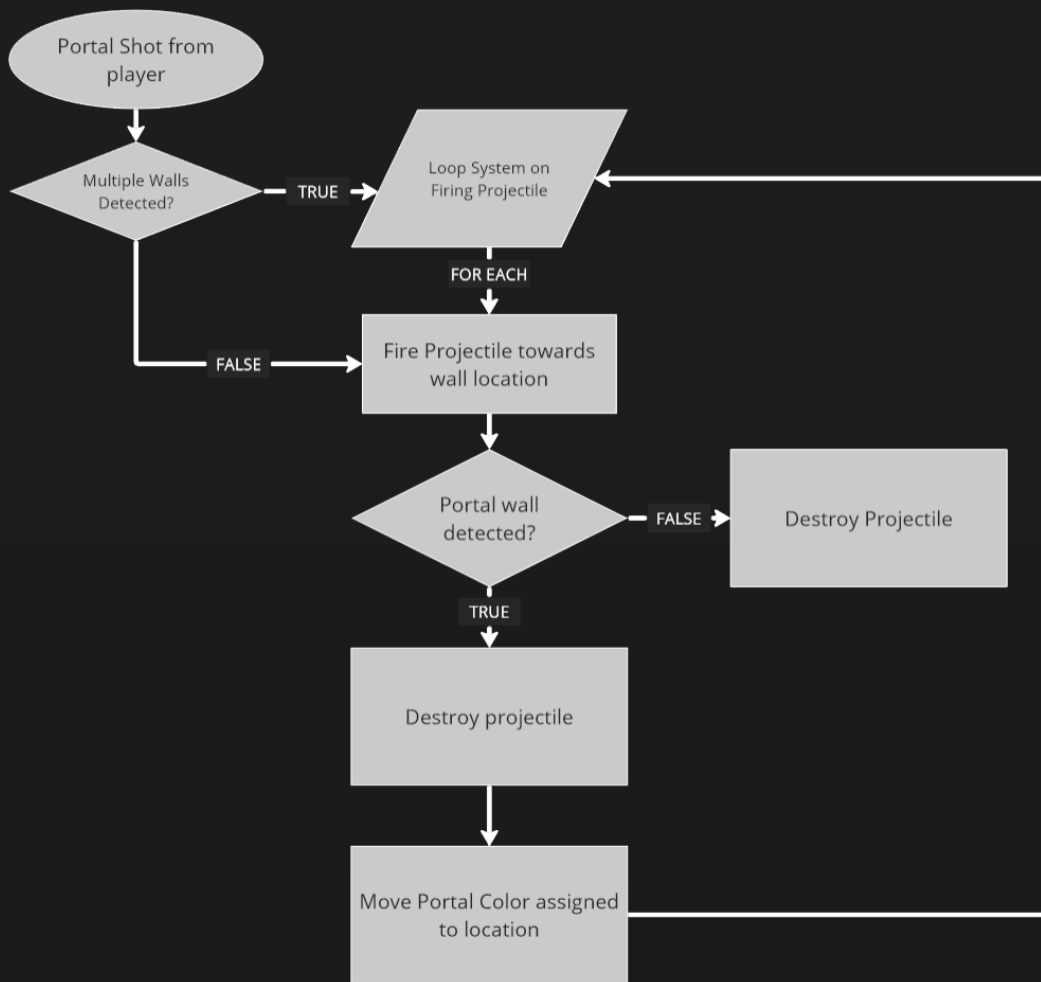 Portal Shot from
player
Multiple Walls
Detected?
TRUE
Loop System on
Firing Projectile
FOR EACH
FALSE
Fire Projectile towards
wall location
Portal wall
detected?
FALSE
Destroy Projectile
TRUE
Destroy projectile
Move Portal Color assigned
to location